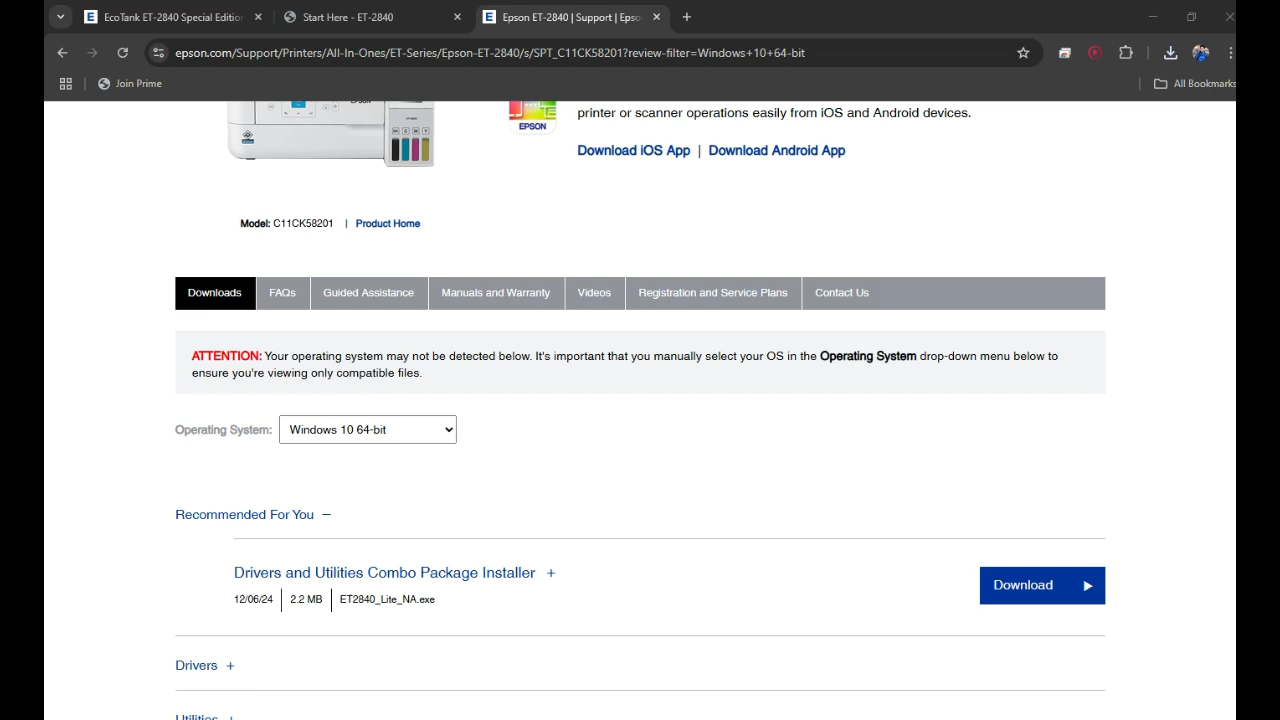 EcoTank ET-2840 Special Edition
Start Here - ET-2840
Epson ET-2840 | Support | Epso
epson.com/Support/Printers/All-In-Ones/ET-Series/Epson-ET-2840/s/SPT_C11CK58201?review-filter=Windows+10+64-bit
Join Prime
All Bookmarks
EPSON
printer or scanner operations easily from iOS and Android devices.
Download iOS App | Download Android App
Model: C11CK58201 | Product Home
Downloads FAQs Guided Assistance Manuals and Warranty Videos Registration and Service Plans Contact Us
ATTENTION: Your operating system may not be detected below. It's important that you manually select your OS in the Operating System drop-down menu below to
ensure you're viewing only compatible files.
Operating System: Windows 10 64-bit
Recommended For You −
Drivers and Utilities Combo Package Installer +
12/06/24 | 2.2 MB | ET2840_Lite_NA.exe
Download
Drivers +
Utilities +